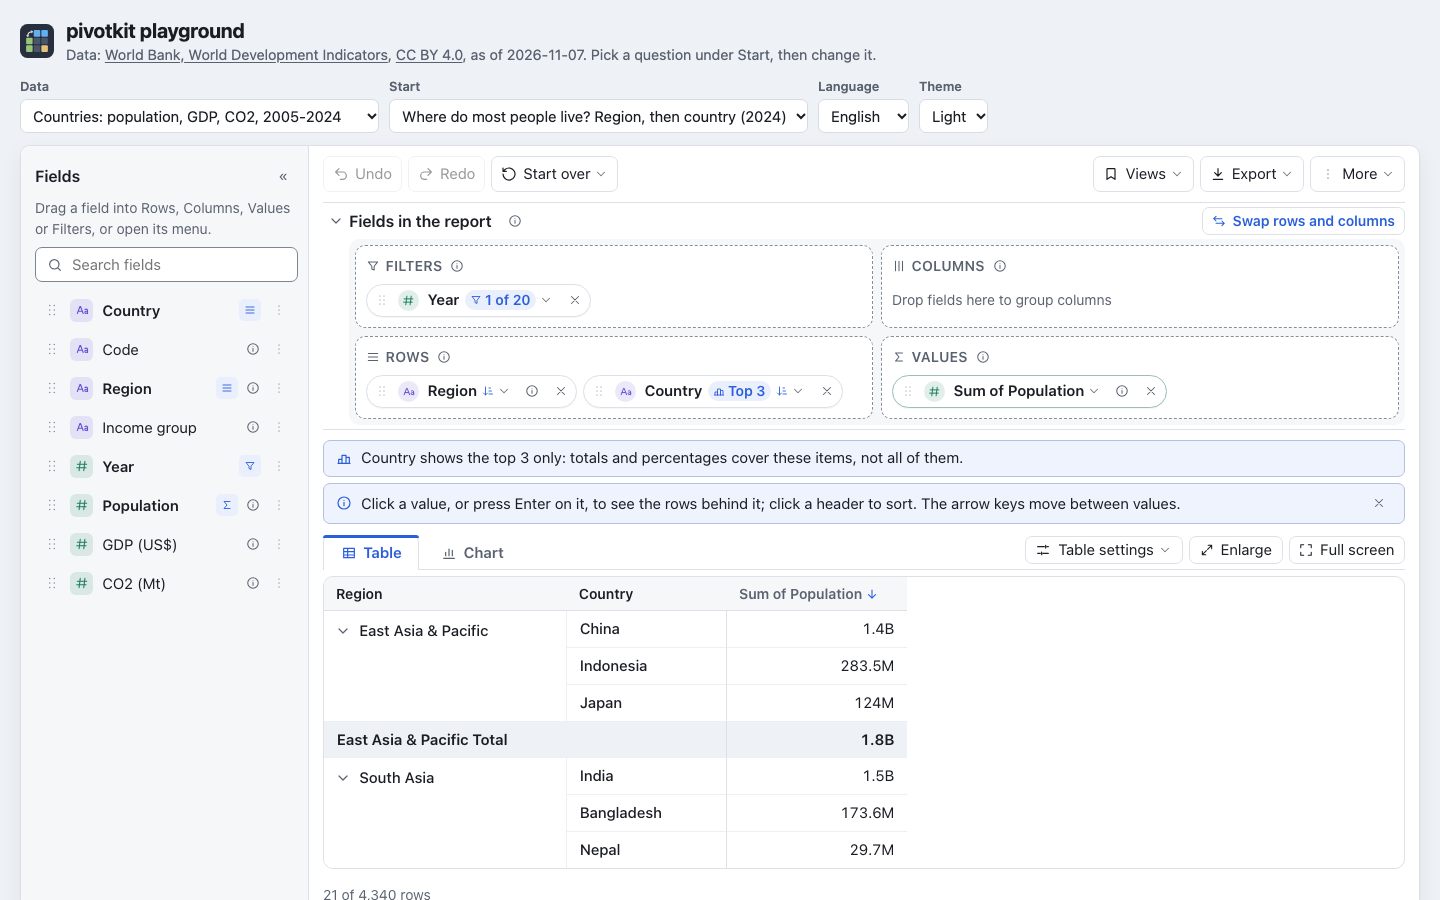 pivotkit playground
Data: World Bank, World Development Indicators, CC BY 4.0, as of 2026-11-07. Pick a question under Start, then change it.
Data
Start
Language
Theme
Countries: population, GDP, CO2, 2005-2024
Where do most people live? Region, then country (2024)
English
Light
Fields
«
Drag a field into Rows, Columns, Values
or Filters, or open its menu.
Search fields
Aa Country
Aa Code
Aa Region
Aa Income group
# Year
# Population Σ
# GDP (US$)
# CO2 (Mt)
Undo
Redo
Start over
Views
Export
More
Fields in the report
Swap rows and columns
FILTERS
# Year 1 of 20
COLUMNS
Drop fields here to group columns
ROWS
Aa Region
Aa Country Top 3
Σ VALUES
# Sum of Population
Country shows the top 3 only: totals and percentages cover these items, not all of them.
Click a value, or press Enter on it, to see the rows behind it; click a header to sort. The arrow keys move between values.
Table
Chart
Table settings
Enlarge
Full screen
Region Country Sum of Population ↓
East Asia & Pacific China 1.4B
Indonesia 283.5M
Japan 124M
East Asia & Pacific Total 1.8B
South Asia India 1.5B
Bangladesh 173.6M
Nepal 29.7M
21 of 4,340 rows